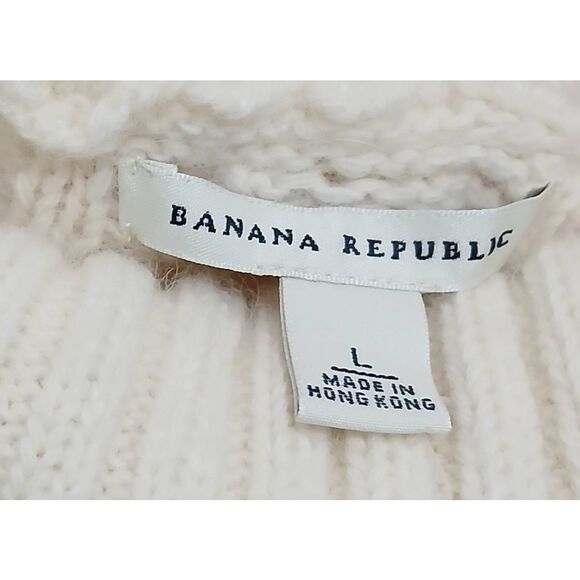 BANANA REPUBLIC
L
MADE IN
HONG KONG